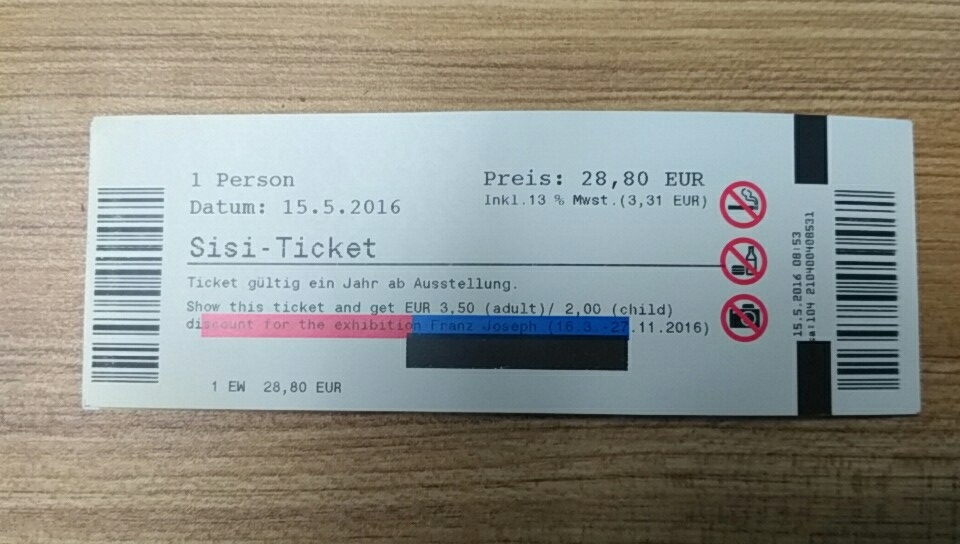 1 Person
Datum: 15.5.2016
Preis: 28,80 EUR
Inkl.13 % Mwst.(3,31 EUR)
Sisi-Ticket
Ticket gültig ein Jahr ab Ausstellung.
Show this ticket and get EUR 3,50 (adult)/ 2,00 (child)
discount for the exhibition Franz Joseph (16.3.-27.11.2016)
1 EW 28,80 EUR
15.5.2016 08:53
sa:104 210400408531